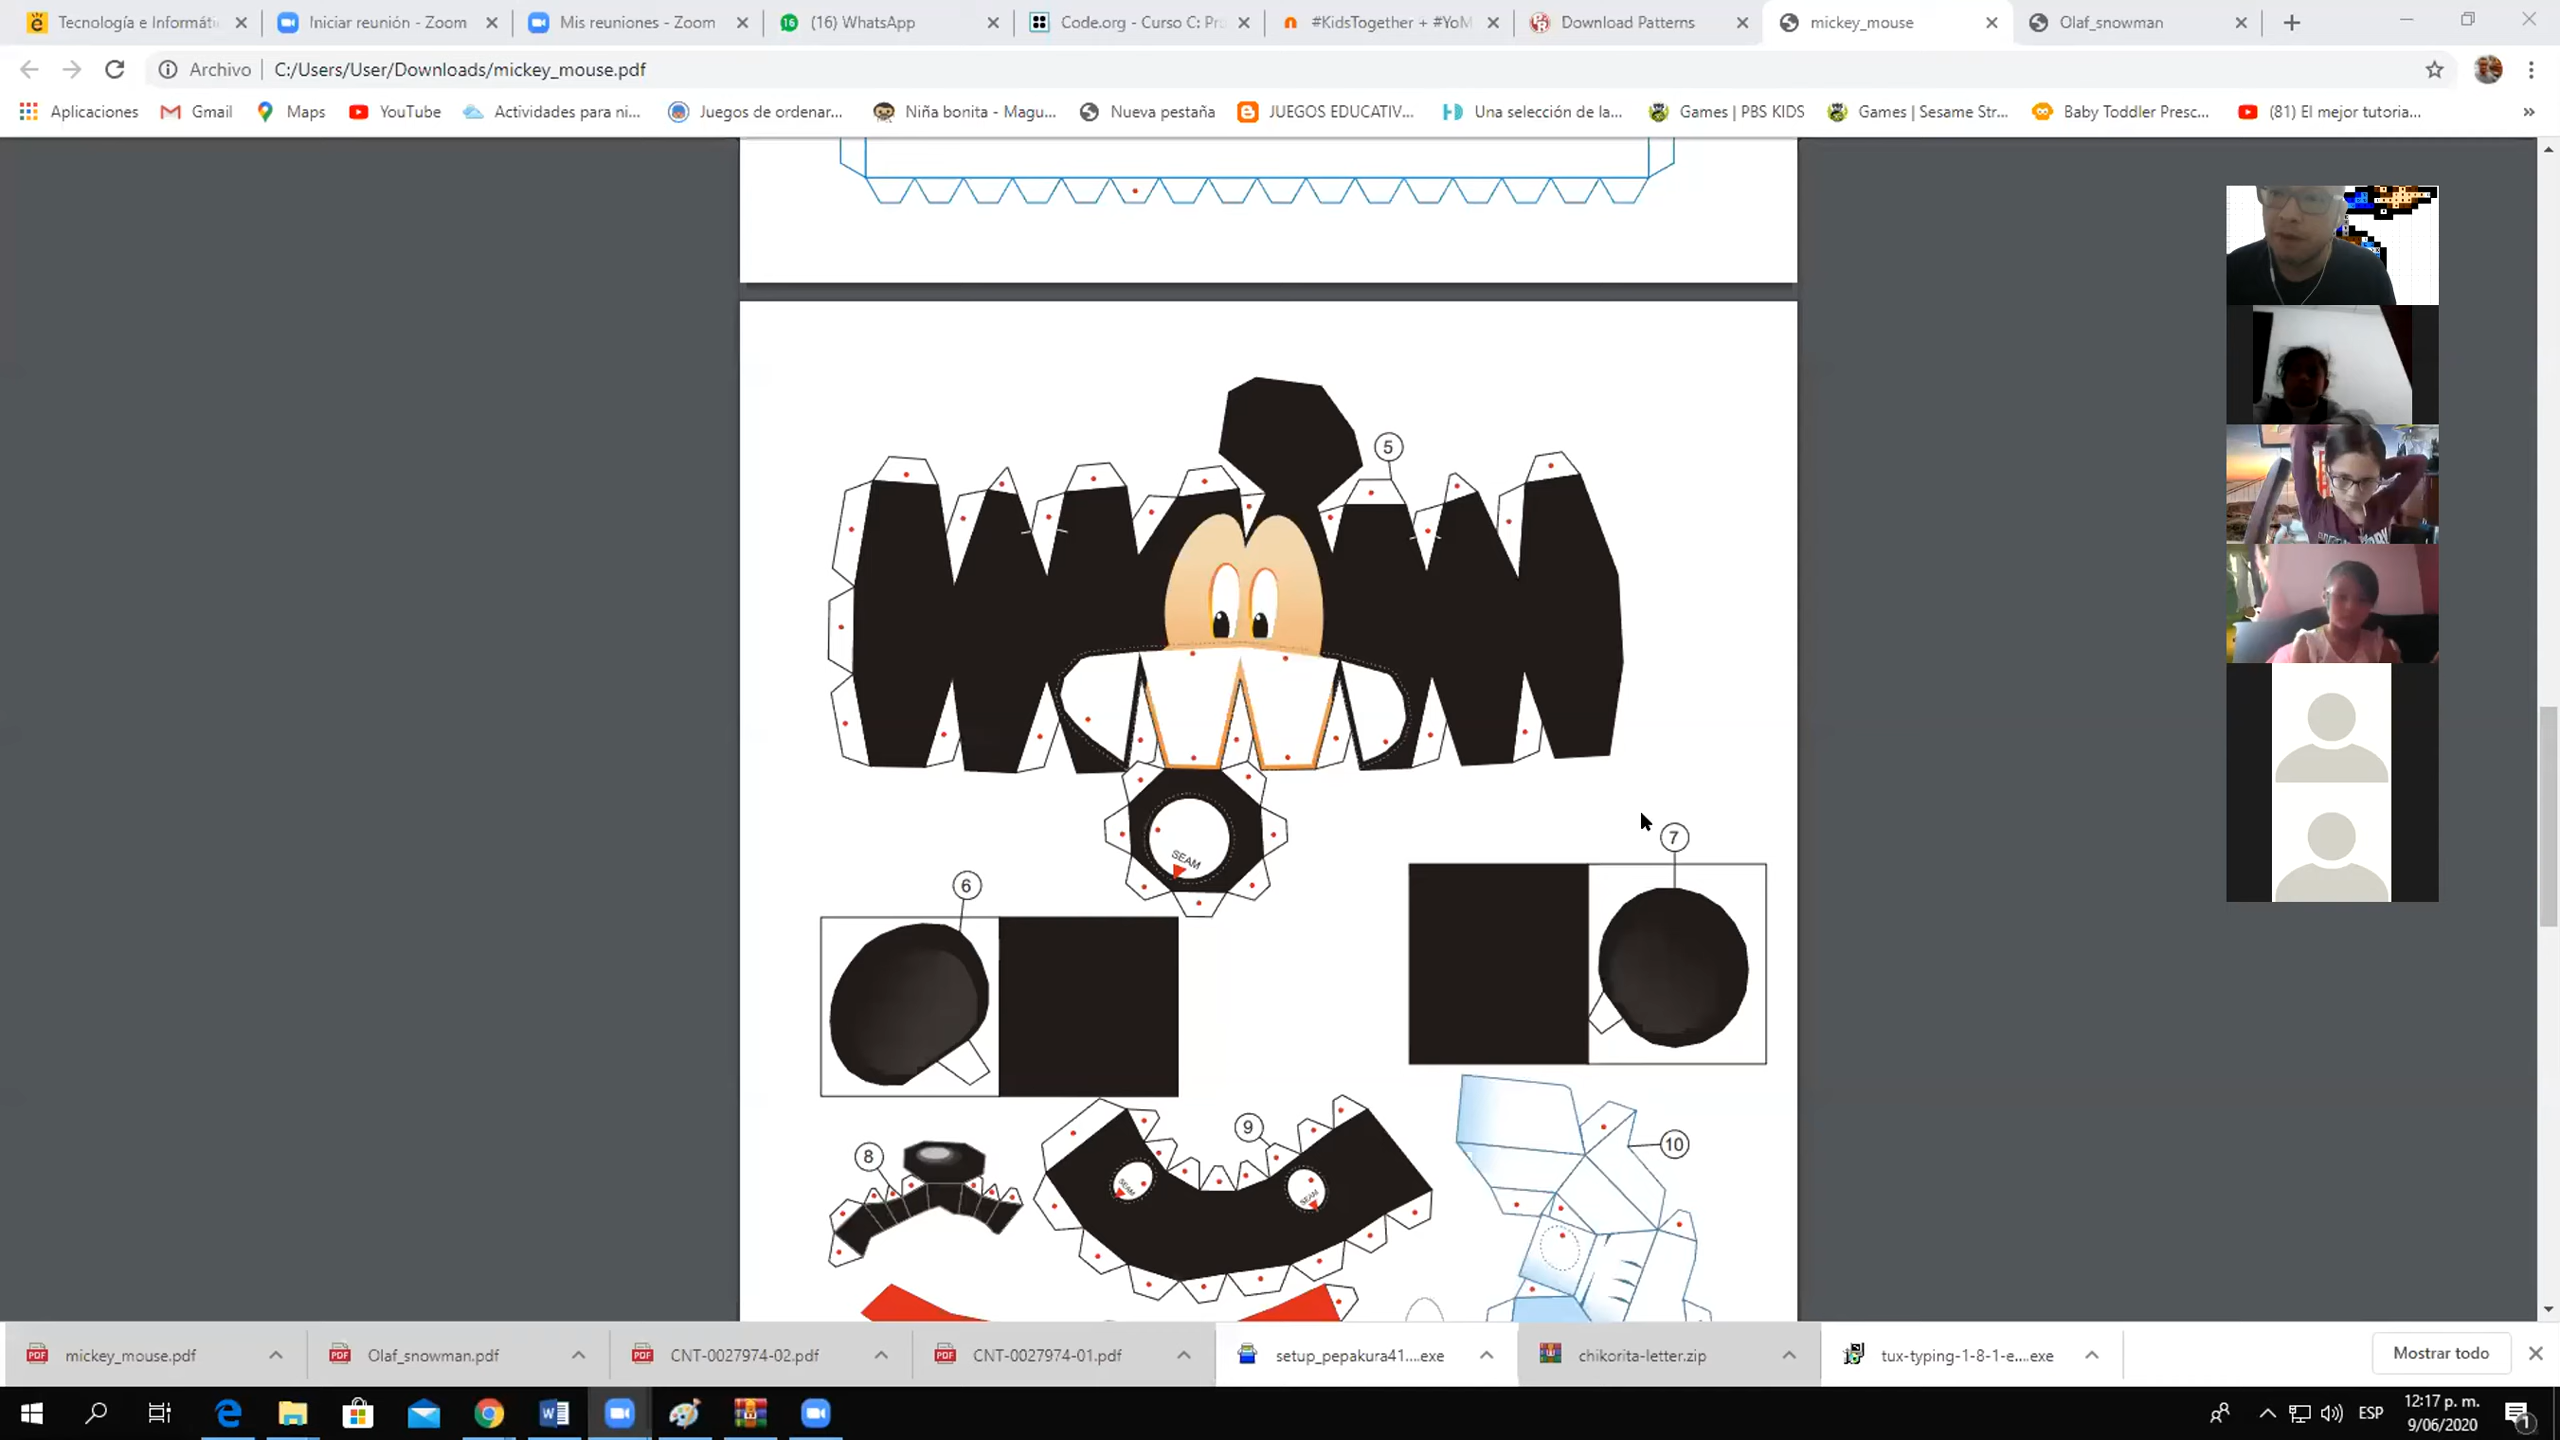 Tecnología e Informáti
Iniciar reunión - Zoom
Mis reuniones - Zoom
(16) WhatsApp
Code.org - Curso C: Pr
#KidsTogether + #YoM
Download Patterns
mickey_mouse
Olaf_snowman
Archivo
C:/Users/User/Downloads/mickey_mouse.pdf
Aplicaciones
Gmail
Maps
YouTube
Actividades para ni...
Juegos de ordenar...
Niña bonita - Magu...
Nueva pestaña
JUEGOS EDUCATIV...
Una selección de la...
Games | PBS KIDS
Games | Sesame Str...
Baby Toddler Presc...
(81) El mejor tutoria...
»
5
SEAM
7
6
9
8
SEAM
SEAM
10
mickey_mouse.pdf
Olaf_snowman.pdf
CNT-0027974-02.pdf
CNT-0027974-01.pdf
setup_pepakura41....exe
chikorita-letter.zip
tux-typing-1-8-1-e....exe
Mostrar todo
ESP
12:17 p. m.
9/06/2020
1